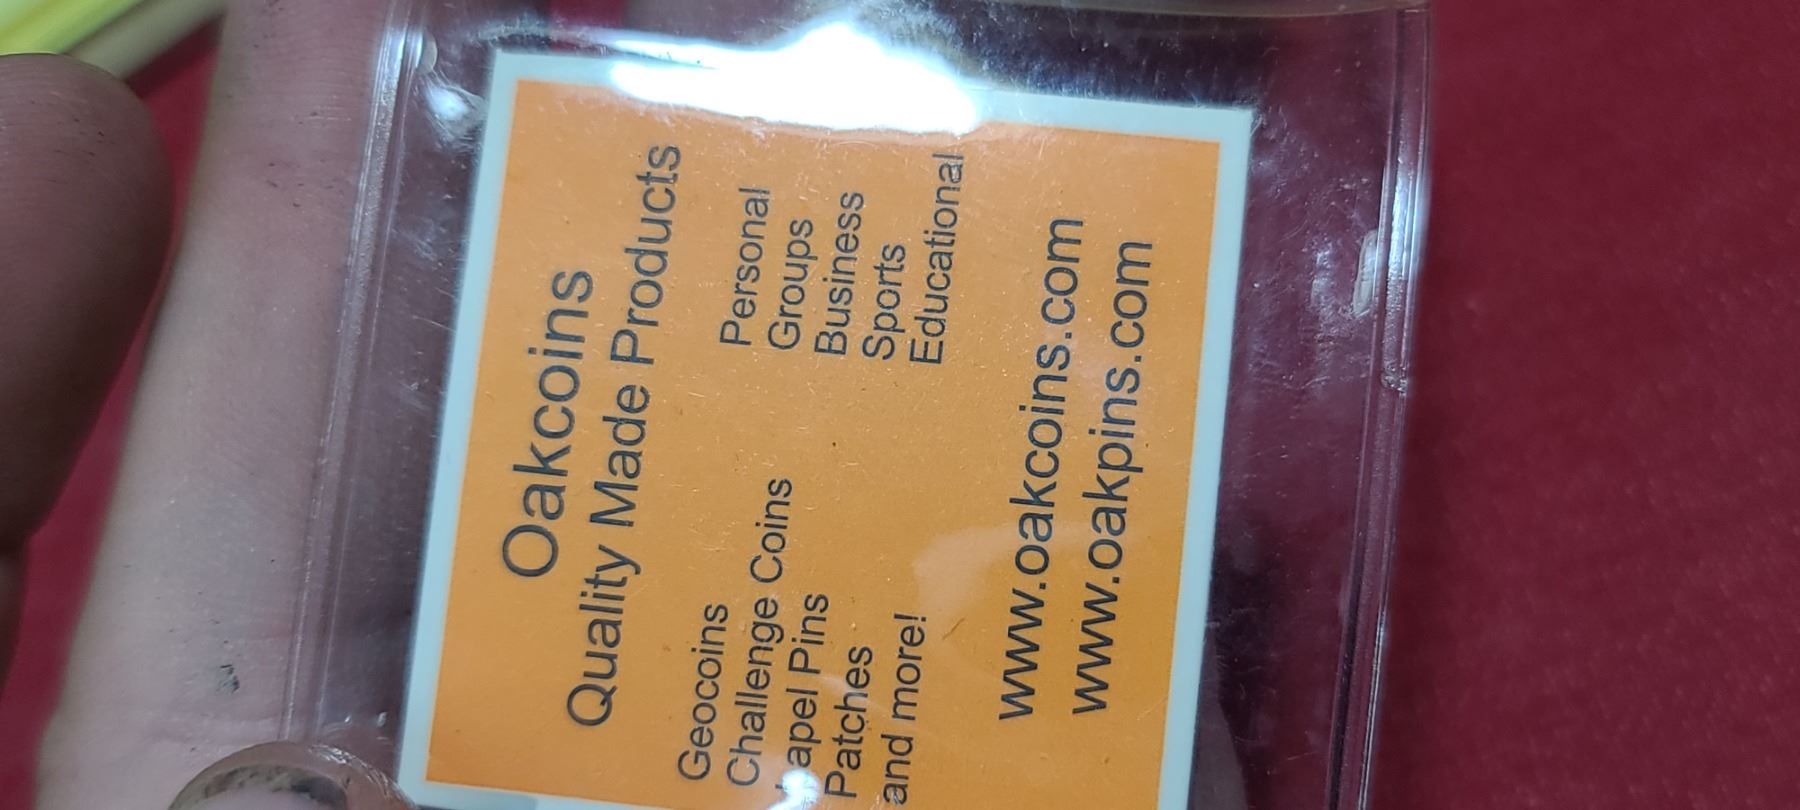 Oakcoins
Quality Made Products
Geocoins
Challenge Coins
Lapel Pins
Patches
and more!
Personal
Groups
Business
Sports
Educational
www.oakcoins.com
www.oakpins.com